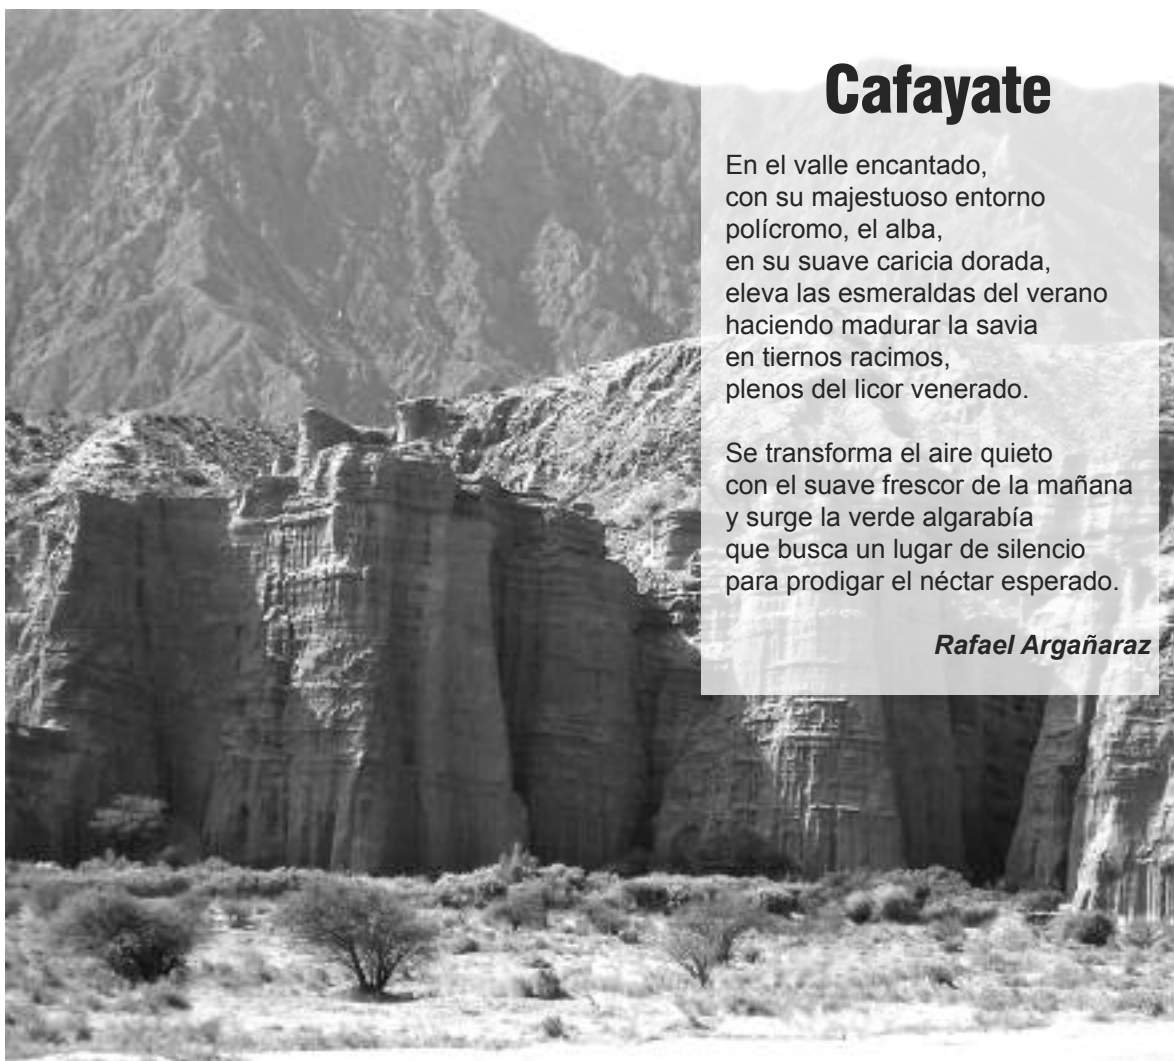 Cafayate
En el valle encantado,
con su majestuoso entorno
polícromo, el alba,
en su suave caricia dorada,
eleva las esmeraldas del verano
haciendo madurar la savia
en tiernos racimos,
plenos del licor venerado.
Se transforma el aire quieto
con el suave frescor de la mañana
y surge la verde algarabía
que busca un lugar de silencio
para prodigar el néctar esperado.
Rafael Argañaraz